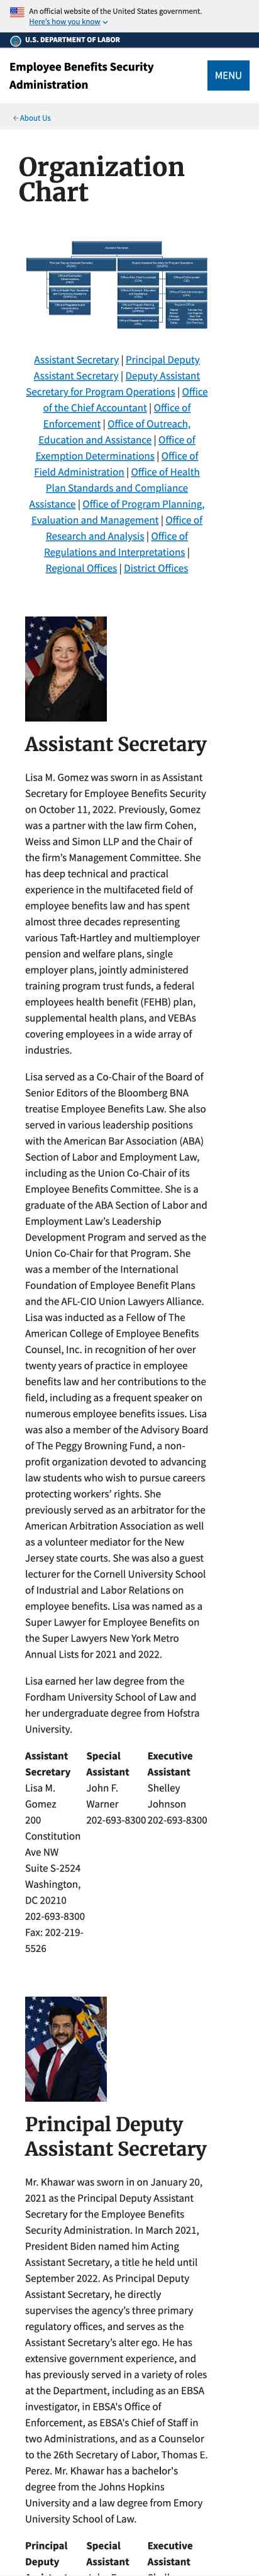 An official website of the United States government.
Here's how you know
U.S. DEPARTMENT OF LABOR
Employee Benefits Security
Administration
MENU
← About Us
Organization
Chart
Assistant Secretary | Principal Deputy
Assistant Secretary | Deputy Assistant
Secretary for Program Operations | Office
of the Chief Accountant | Office of
Enforcement | Office of Outreach,
Education and Assistance | Office of
Exemption Determinations | Office of
Field Administration | Office of Health
Plan Standards and Compliance
Assistance | Office of Program Planning,
Evaluation and Management | Office of
Research and Analysis | Office of
Regulations and Interpretations |
Regional Offices | District Offices
Assistant Secretary
Lisa M. Gomez was sworn in as Assistant
Secretary for Employee Benefits Security
on October 11, 2022. Previously, Gomez
was a partner with the law firm Cohen,
Weiss and Simon LLP and the Chair of
the firm's Management Committee. She
has deep technical and practical
experience in the multifaceted field of
employee benefits law and has spent
almost three decades representing
various Taft-Hartley and multiemployer
pension and welfare plans, single
employer plans, jointly administered
training program trust funds, a federal
employees health benefit (FEHB) plan,
supplemental health plans, and VEBAs
covering employees in a wide array of
industries.
Lisa served as a Co-Chair of the Board of
Senior Editors of the Bloomberg BNA
treatise Employee Benefits Law. She also
served in various leadership positions
with the American Bar Association (ABA)
Section of Labor and Employment Law,
including as the Union Co-Chair of its
Employee Benefits Committee. She is a
graduate of the ABA Section of Labor and
Employment Law's Leadership
Development Program and served as the
Union Co-Chair for that Program. She
was a member of the International
Foundation of Employee Benefit Plans
and the AFL-CIO Union Lawyers Alliance.
Lisa was inducted as a Fellow of The
American College of Employee Benefits
Counsel, Inc. in recognition of her over
twenty years of practice in employee
benefits law and her contributions to the
field, including as a frequent speaker on
numerous employee benefits issues. Lisa
was also a member of the Advisory Board
of The Peggy Browning Fund, a non-
profit organization devoted to advancing
law students who wish to pursue careers
protecting workers' rights. She
previously served as an arbitrator for the
American Arbitration Association as well
as a volunteer mediator for the New
Jersey state courts. She was also a guest
lecturer for the Cornell University School
of Industrial and Labor Relations on
employee benefits. Lisa was named as a
Super Lawyer for Employee Benefits on
the Super Lawyers New York Metro
Annual Lists for 2021 and 2022.
Lisa earned her law degree from the
Fordham University School of Law and
her undergraduate degree from Hofstra
University.
Assistant Special Executive
Secretary Assistant Assistant
Lisa M. John F. Shelley
Gomez Warner Johnson
200 202-693-8300 202-693-8300
Constitution
Ave NW
Suite S-2524
Washington,
DC 20210
202-693-8300
Fax: 202-219-
5526
Principal Deputy
Assistant Secretary
Mr. Khawar was sworn in on January 20,
2021 as the Principal Deputy Assistant
Secretary for the Employee Benefits
Security Administration. In March 2021,
President Biden named him Acting
Assistant Secretary, a title he held until
September 2022. As Principal Deputy
Assistant Secretary, he directly
supervises the agency's three primary
regulatory offices, and serves as the
Assistant Secretary's alter ego. He has
extensive government experience, and
has previously served in a variety of roles
at the Department, including as an EBSA
investigator, in EBSA's Office of
Enforcement, as EBSA's Chief of Staff in
two Administrations, and as a Counselor
to the 26th Secretary of Labor, Thomas E.
Perez. Mr. Khawar has a bachelor's
degree from the Johns Hopkins
University and a law degree from Emory
University School of Law.
Principal Special Executive
Deputy Assistant Assistant